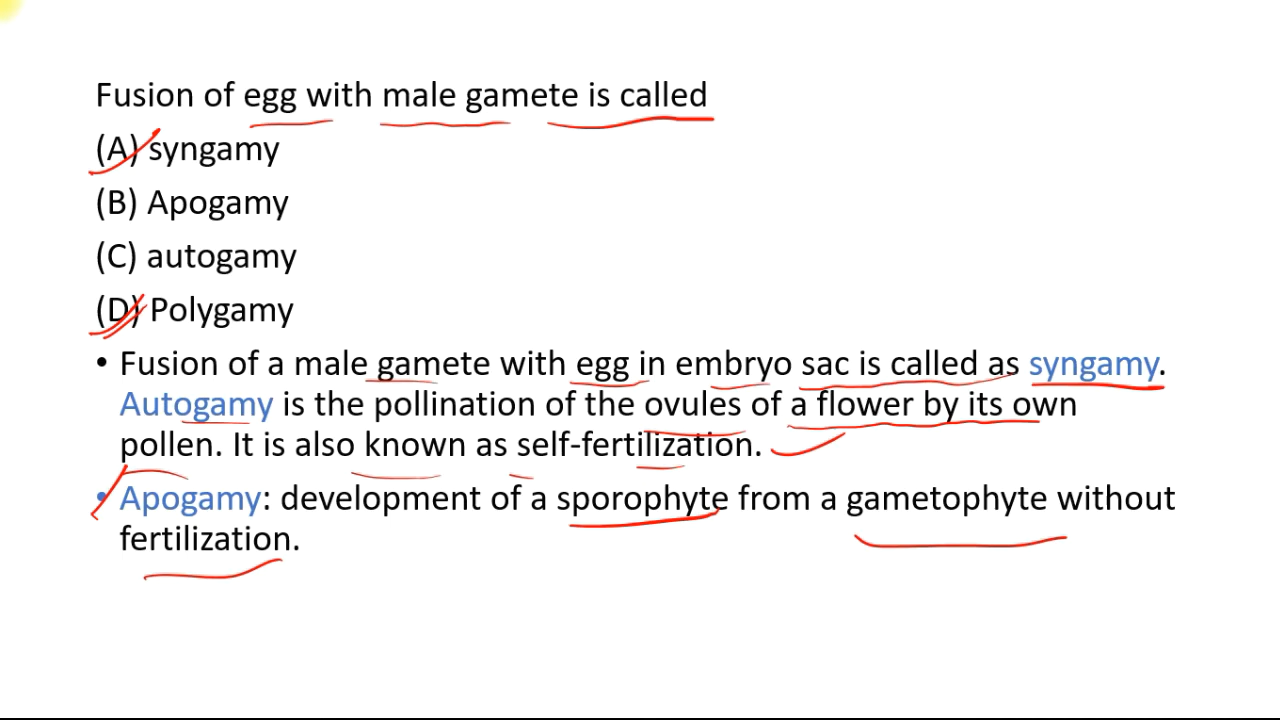 Fusion of egg with male gamete is called
(A) syngamy
(B) Apogamy
(C) autogamy
(D) Polygamy
• Fusion of a male gamete with egg in embryo sac is called as syngamy.
Autogamy is the pollination of the ovules of a flower by its own
pollen. It is also known as self-fertilization.
• Apogamy: development of a sporophyte from a gametophyte without
fertilization.